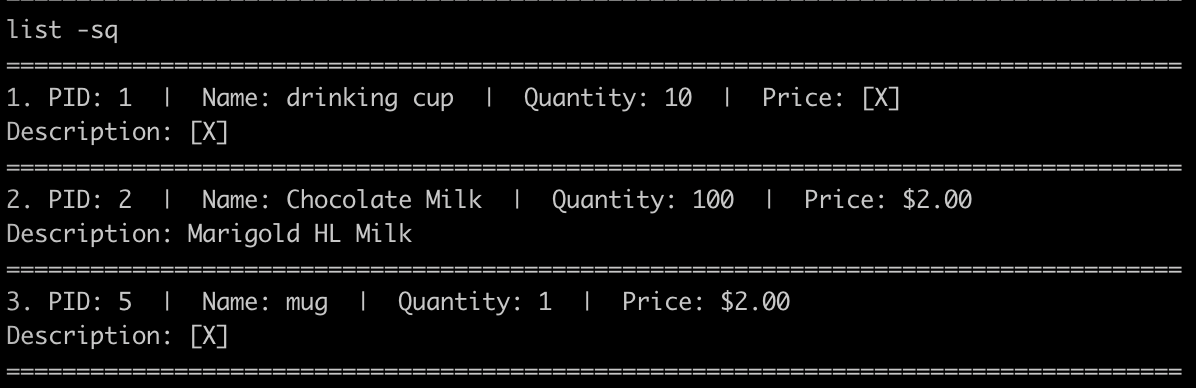 list -sq
====================================================================================
1. PID: 1  |  Name: drinking cup  |  Quantity: 10  |  Price: [X]
Description: [X]
====================================================================================
2. PID: 2  |  Name: Chocolate Milk  |  Quantity: 100  |  Price: $2.00
Description: Marigold HL Milk
====================================================================================
3. PID: 5  |  Name: mug  |  Quantity: 1  |  Price: $2.00
Description: [X]
====================================================================================